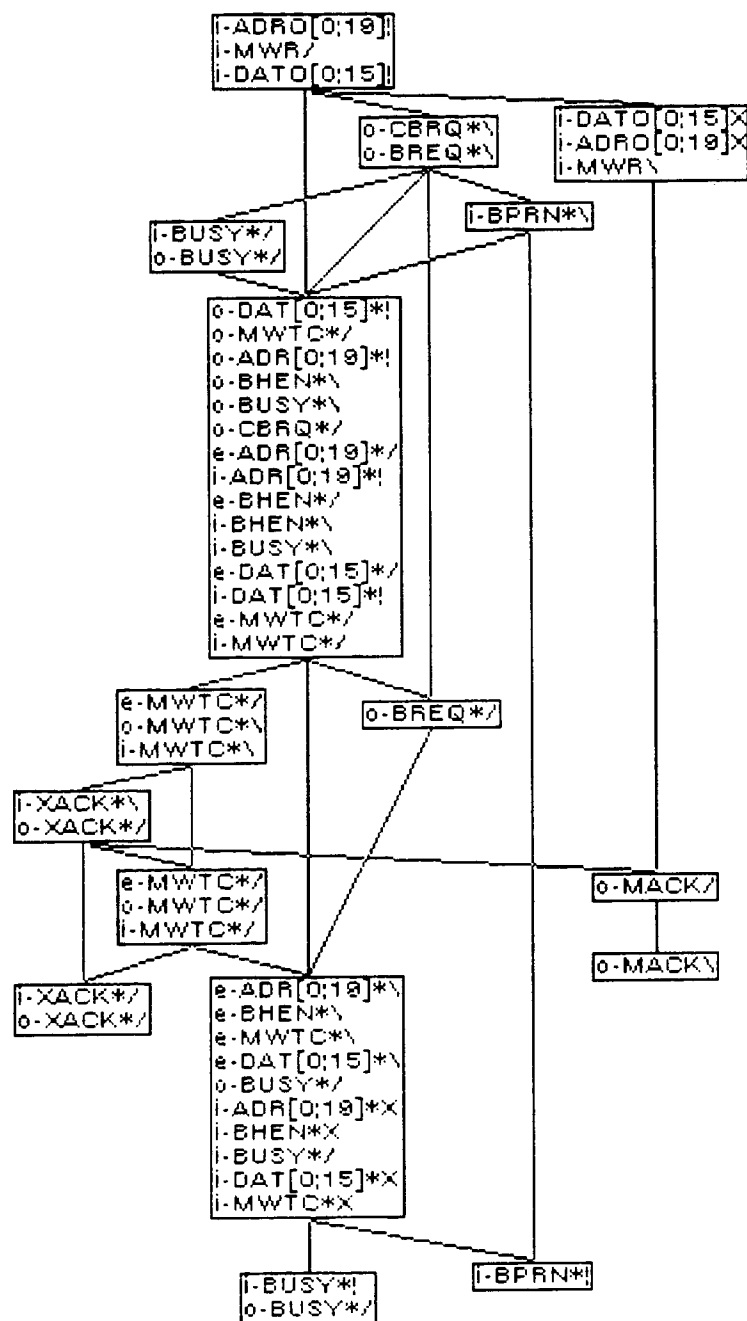 i-ADRO[0;19]!
i-MWR/
i-DATO[0;15]!
o-CBRQ*\
o-BREQ*\
i-DATO[0;15]X
i-ADRO[0;19]X
i-MWR\
i-BUSY*/
o-BUSY*/
i-BPRN*\
o-DAT[0;15]*!
o-MWTC*/
o-ADR[0;19]*!
o-BHEN*\
o-BUSY*\
o-CBRQ*/
e-ADR[0;19]*/
i-ADR[0;19]*!
e-BHEN*/
i-BHEN*\
i-BUSY*\
e-DAT[0;15]*/
i-DAT[0;15]*!
e-MWTC*/
i-MWTC*/
e-MWTC*/
o-MWTC*\
i-MWTC*\
o-BREQ*/
i-XACK*\
o-XACK*/
e-MWTC*/
o-MWTC*/
i-MWTC*/
o-MACK/
o-MACK\
i-XACK*/
o-XACK*/
e-ADR[0;19]*\
e-BHEN*\
e-MWTC*\
e-DAT[0;15]*\
o-BUSY*/
i-ADR[0;19]*X
i-BHEN*X
i-BUSY*/
i-DAT[0;15]*X
i-MWTC*X
i-BUSY*!
o-BUSY*/
i-BPRN*!